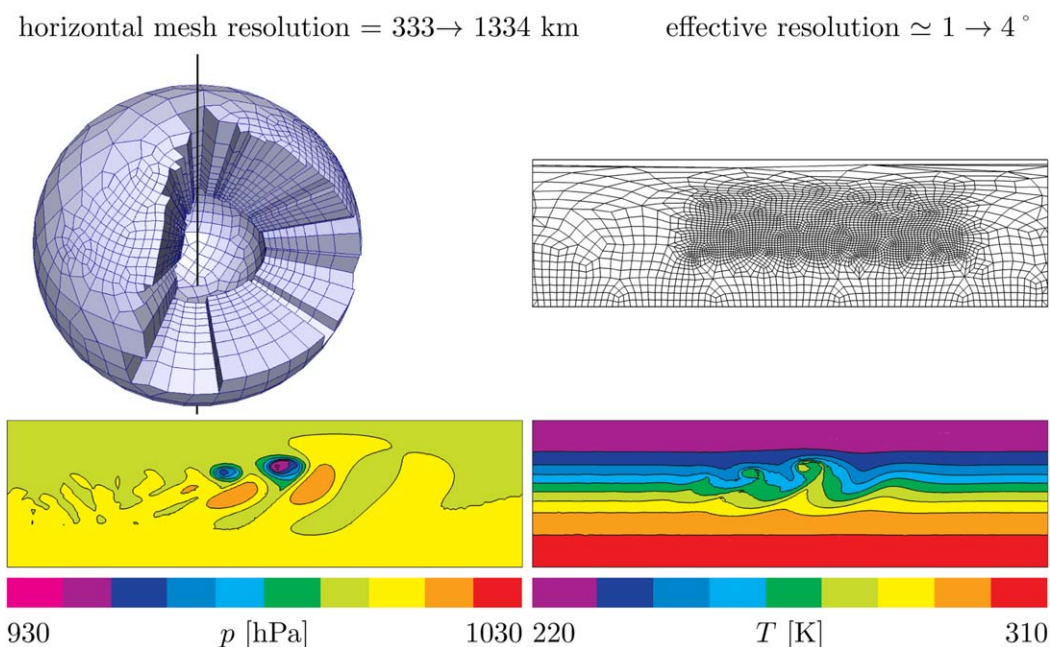 horizontal mesh resolution = 333→ 1334 km
effective resolution ≃ 1 → 4 °
930 p [hPa] 1030
220 T [K] 310